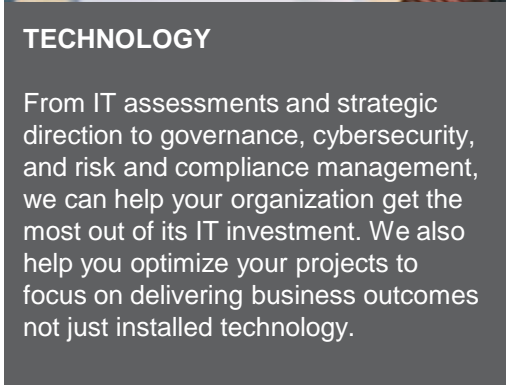 TECHNOLOGY
From IT assessments and strategic
direction to governance, cybersecurity,
and risk and compliance management,
we can help your organization get the
most out of its IT investment. We also
help you optimize your projects to
focus on delivering business outcomes
not just installed technology.